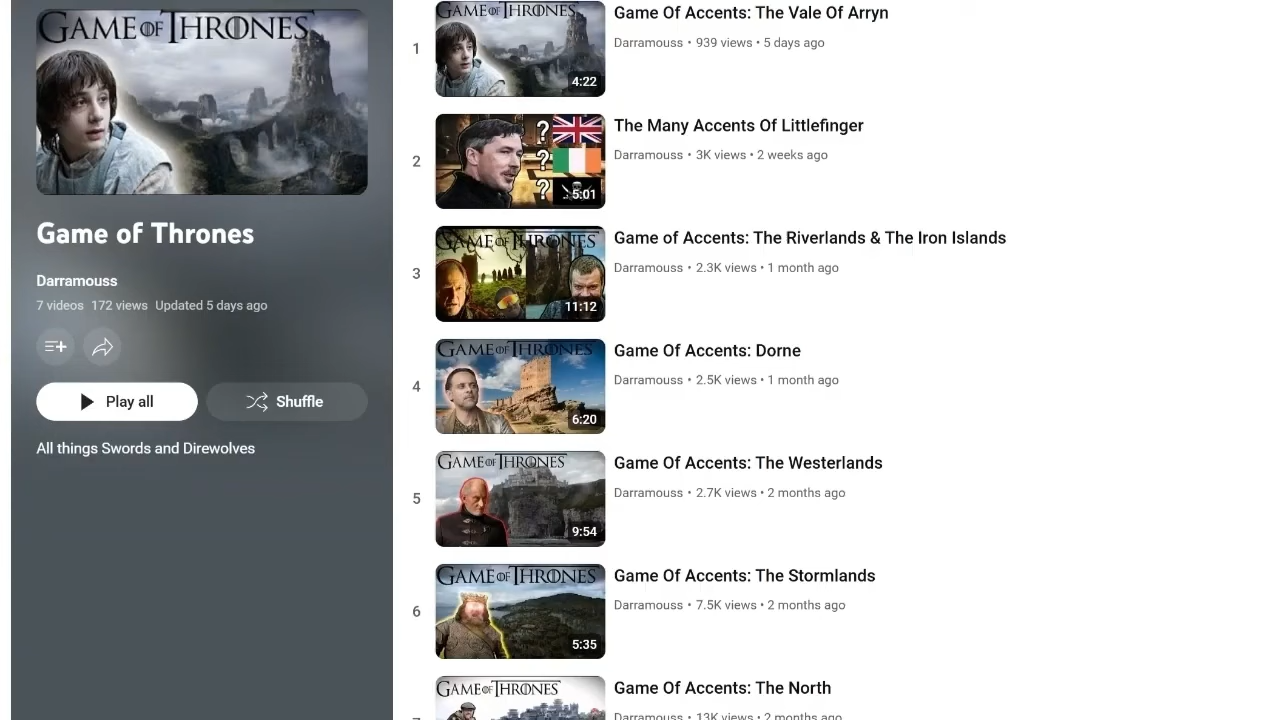 GAME OF THRONES
Game of Thrones
Darramouss
7 videos 172 views Updated 5 days ago
Play all
Shuffle
All things Swords and Direwolves
1
GAME OF THRONES
4:22
Game Of Accents: The Vale Of Arryn
Darramouss • 939 views • 5 days ago
2
? ? ?
5:01
The Many Accents Of Littlefinger
Darramouss • 3K views • 2 weeks ago
3
GAME OF THRONES
11:12
Game of Accents: The Riverlands & The Iron Islands
Darramouss • 2.3K views • 1 month ago
4
GAME OF THRONES
6:20
Game Of Accents: Dorne
Darramouss • 2.5K views • 1 month ago
5
GAME OF THRONES
9:54
Game Of Accents: The Westerlands
Darramouss • 2.7K views • 2 months ago
6
GAME OF THRONES
5:35
Game Of Accents: The Stormlands
Darramouss • 7.5K views • 2 months ago
GAME OF THRONES
Game Of Accents: The North
Darramouss • 13K views • 2 months ago